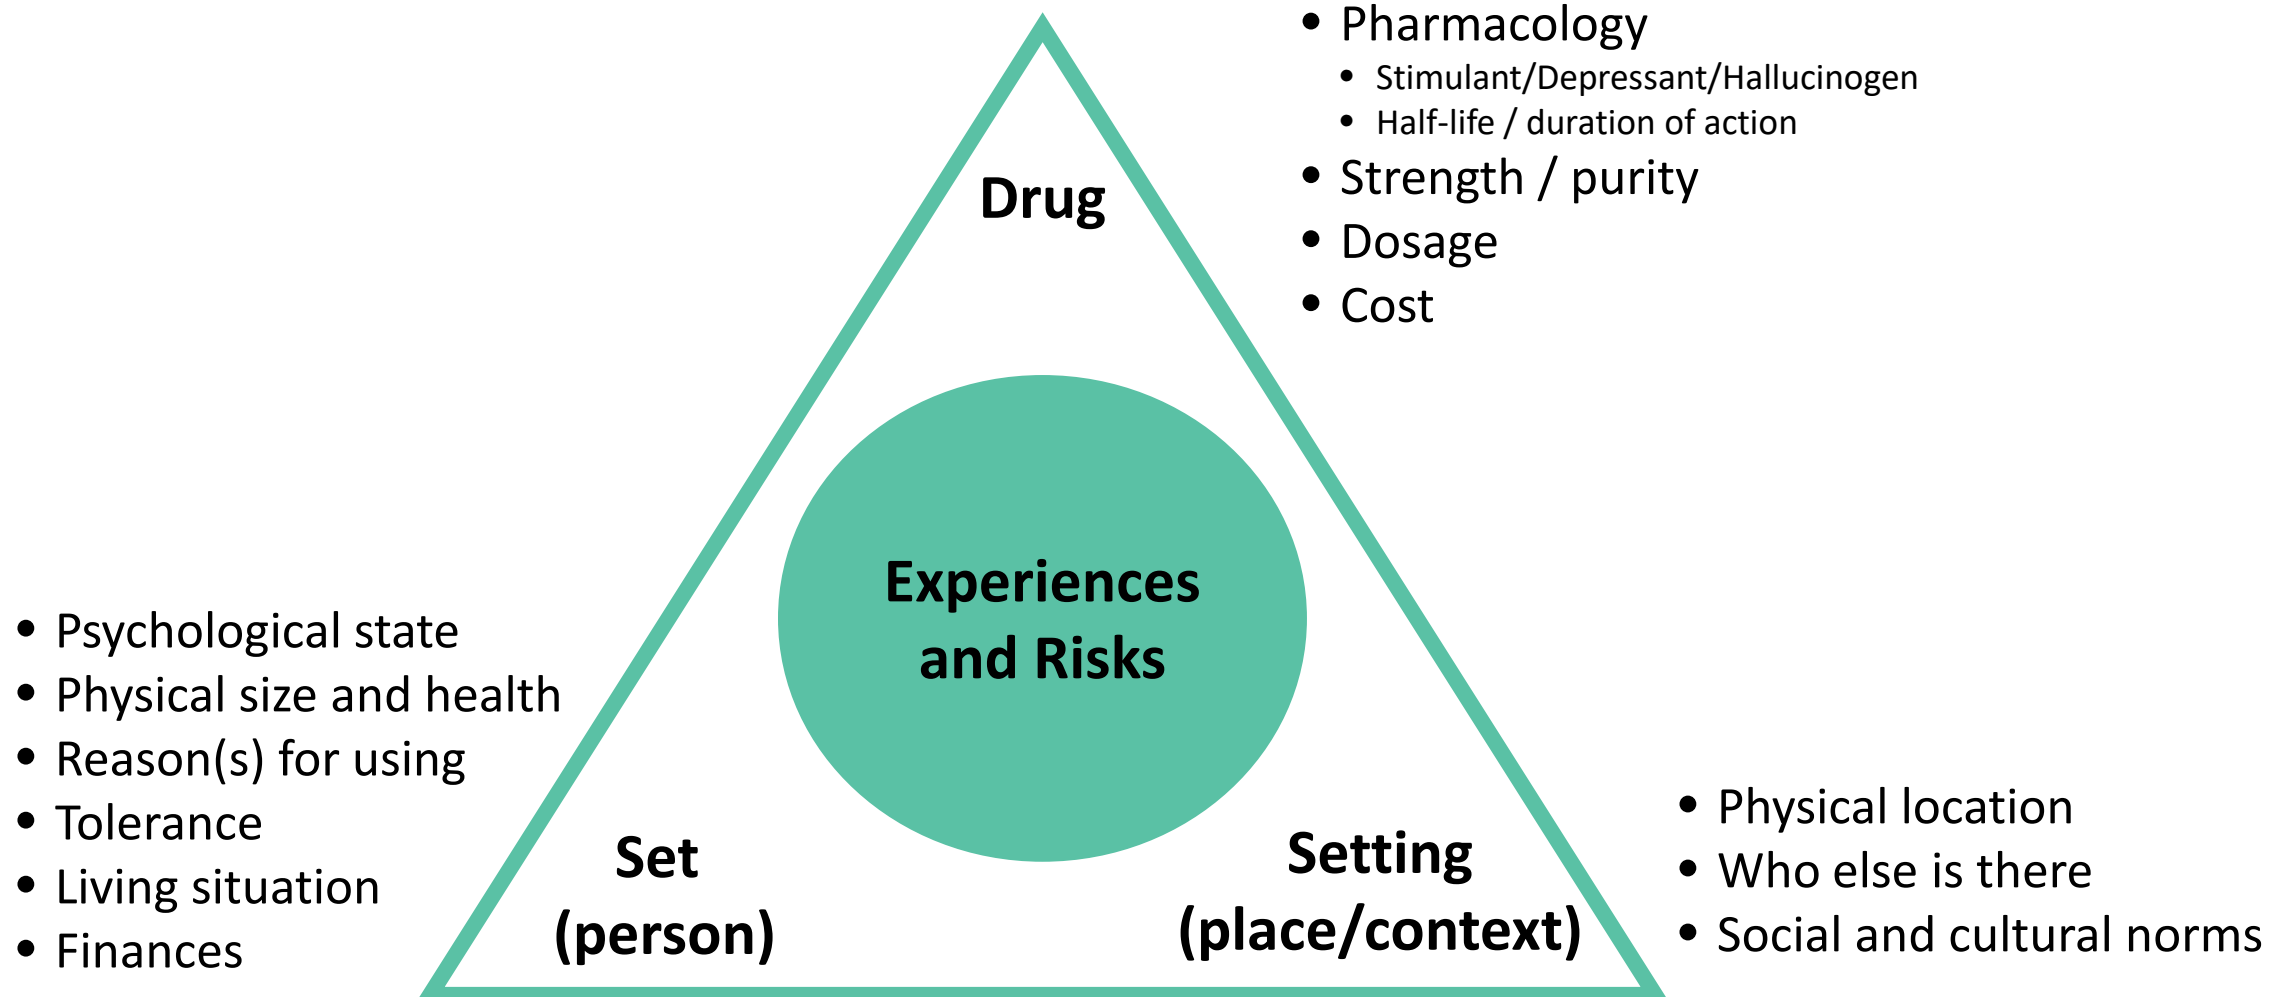 • Pharmacology
• Stimulant/Depressant/Hallucinogen
• Half-life / duration of action
• Strength / purity
• Dosage
• Cost
Drug
Experiences
and Risks
• Psychological state
• Physical size and health
• Reason(s) for using
• Tolerance
• Living situation
• Finances
Set
(person)
Setting
(place/context)
• Physical location
• Who else is there
• Social and cultural norms